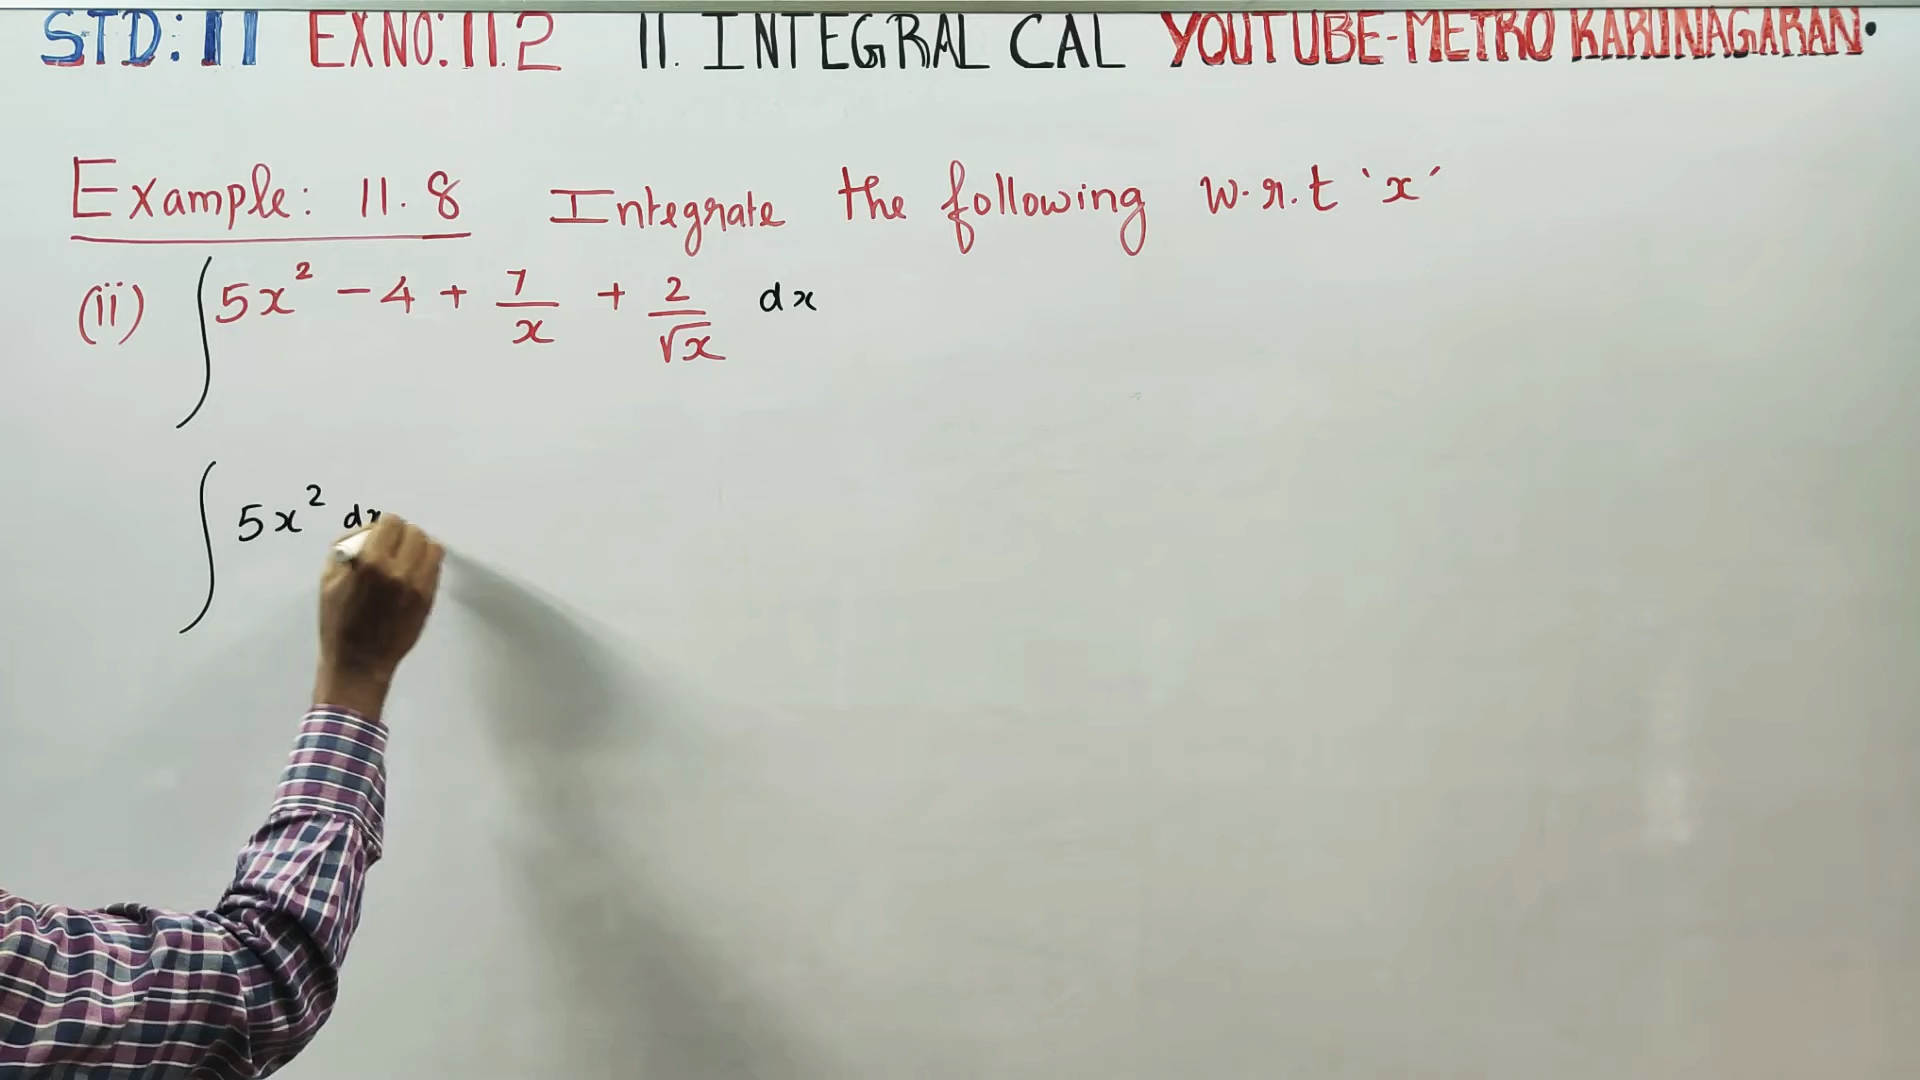 STD: 11 EXNO: 11.2 11. INTEGRAL CAL YOUTUBE-METRO KARUNAGARAN.
Example: 11.8 Integrate the following w.r.t 'x'
(ii) ∫ 5x² - 4 + 7/x + 2/√x dx
∫ 5x² dx